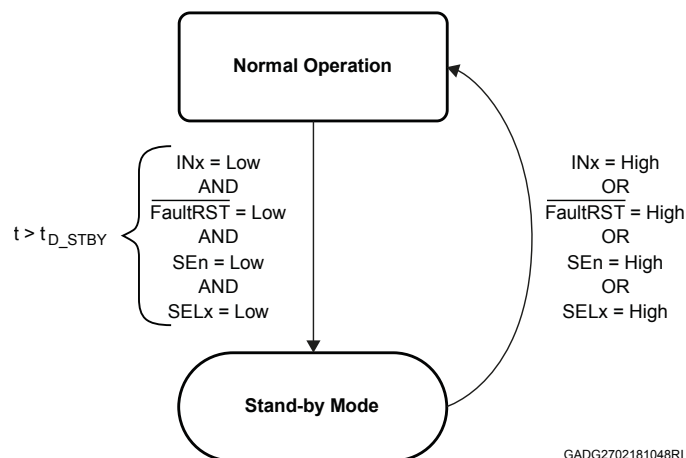 Normal Operation
INx = Low
AND
FaultRST = Low
AND
SEn = Low
AND
SELx = Low
t > tD_STBY
INx = High
OR
FaultRST = High
OR
SEn = High
OR
SELx = High
Stand-by Mode
GADG2702181048RI